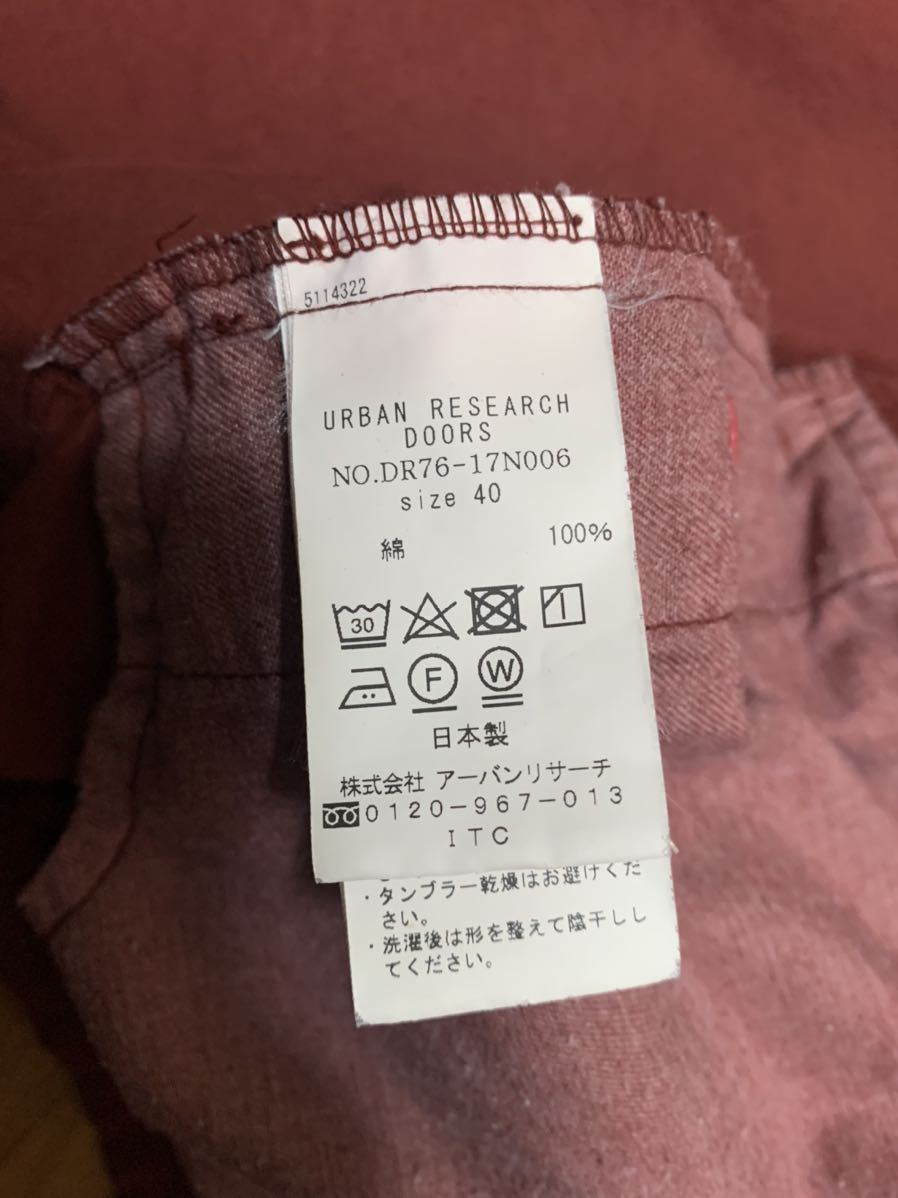 5114322
URBAN RESEARCH
DOORS
NO.DR76-17N006
size 40
綿 100%
30
F W
日本製
株式会社 アーバンリサーチ
0120-967-013
ITC
・タンブラー乾燥はお避けくだ
さい。
・洗濯後は形を整えて陰干しし
てください。